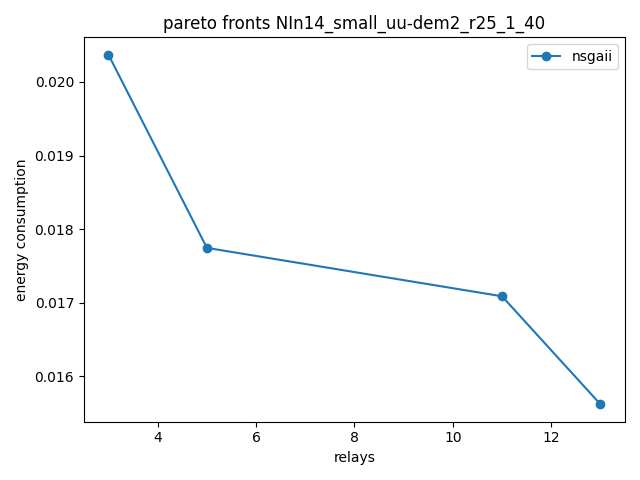 pareto fronts NIn14_small_uu-dem2_r25_1_40
nsgaii
energy consumption
0.020
0.019
0.018
0.017
0.016
4 6 8 10 12
relays